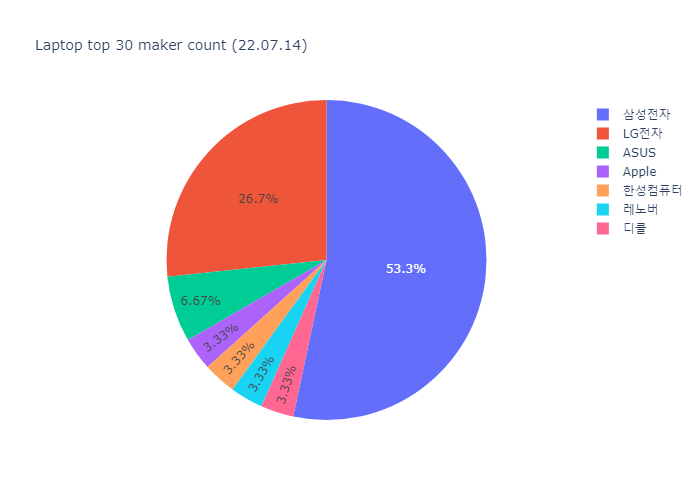 Laptop top 30 maker count (22.07.14)
삼성전자
LG전자
ASUS
Apple
한성컴퓨터
레노버
디클
53.3%
26.7%
6.67%
3.33%
3.33%
3.33%
3.33%